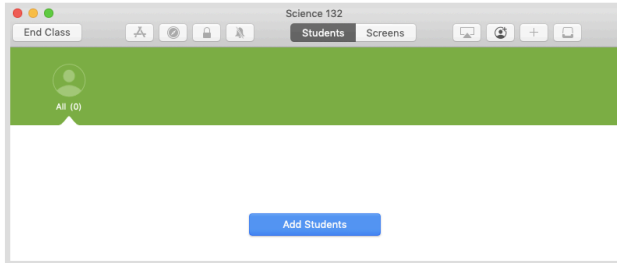 Science 132
End Class
Students
Screens
All (0)
Add Students